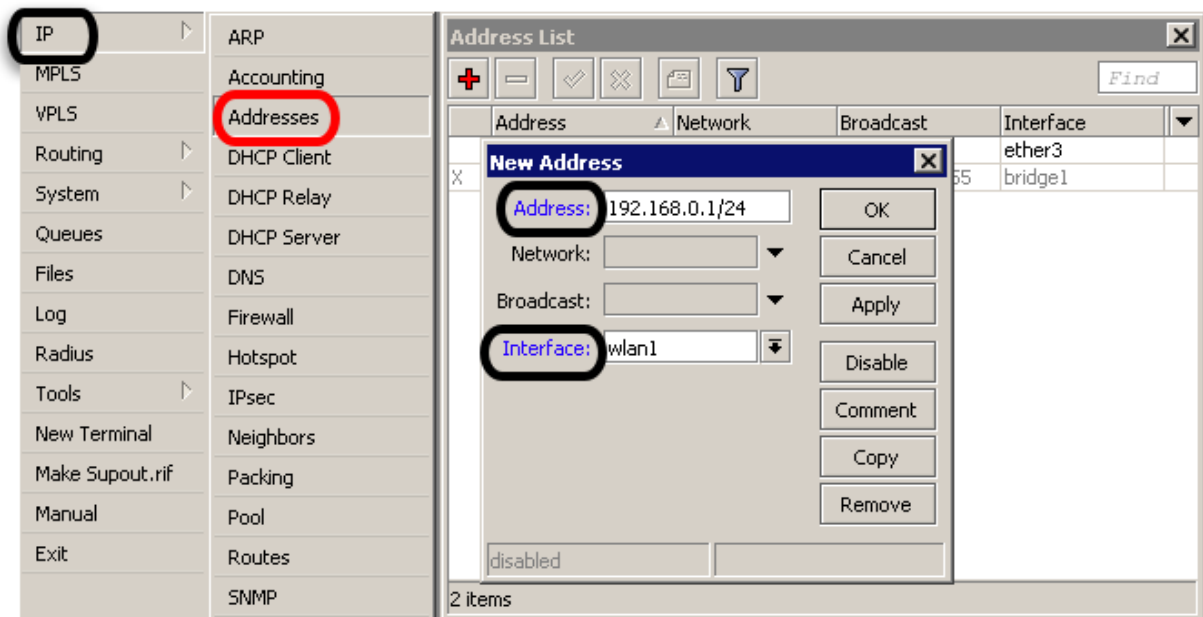 IP
MPLS
VPLS
Routing
System
Queues
Files
Log
Radius
Tools
New Terminal
Make Supout.rif
Manual
Exit
ARP
Accounting
Addresses
DHCP Client
DHCP Relay
DHCP Server
DNS
Firewall
Hotspot
IPsec
Neighbors
Packing
Pool
Routes
SNMP
Address List
Find
Address Network Broadcast Interface
ether3
X 55 bridge1
New Address
Address: 192.168.0.1/24 OK
Network: Cancel
Broadcast: Apply
Interface: wlan1
Disable
Comment
Copy
Remove
disabled
2 items